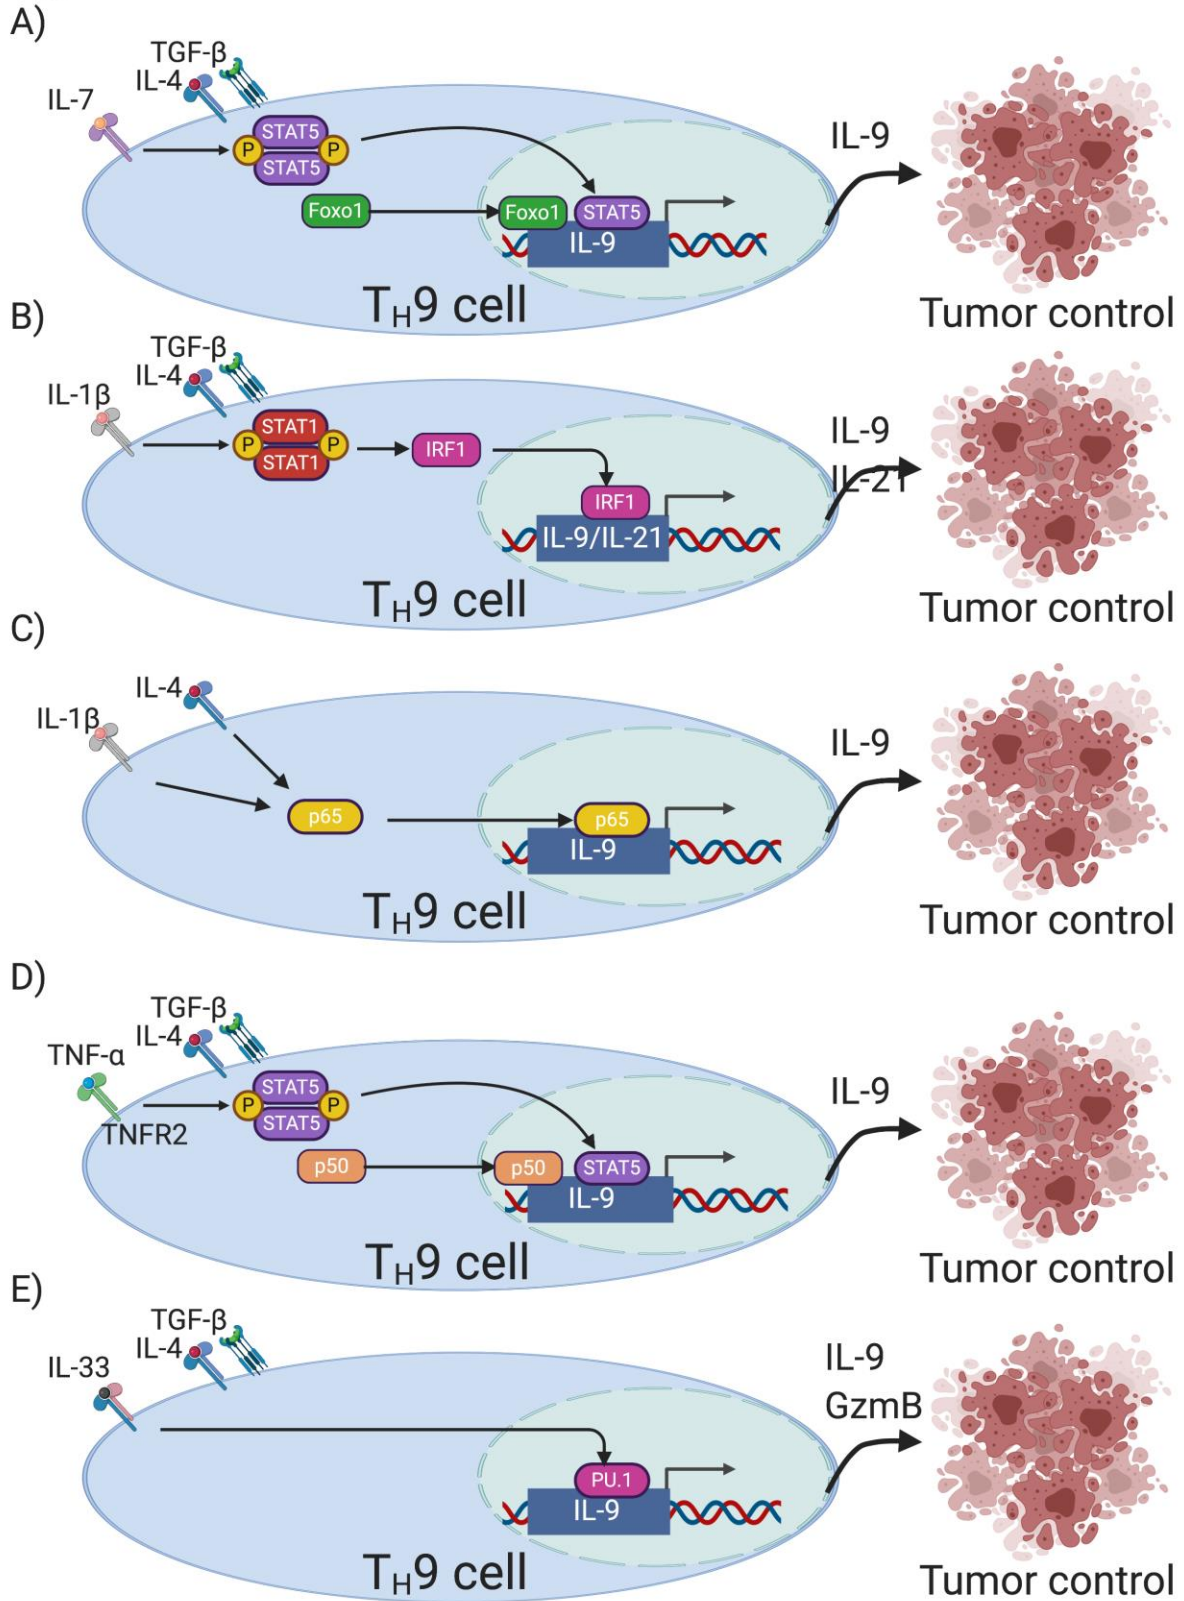 A)
TGF-β
IL-4
IL-7
STAT5
P P
STAT5
Foxo1
Foxo1 STAT5
IL-9
IL-9
TH9 cell
Tumor control
B)
TGF-β
IL-4
IL-1β
STAT1
P P
STAT1
IRF1
IRF1
IL-9/IL-21
IL-9
IL-21
TH9 cell
Tumor control
C)
IL-4
IL-1β
p65
p65
IL-9
IL-9
TH9 cell
Tumor control
D)
TGF-β
IL-4
TNF-α
TNFR2
STAT5
P P
STAT5
p50
p50 STAT5
IL-9
IL-9
TH9 cell
Tumor control
E)
TGF-β
IL-4
IL-33
PU.1
IL-9
IL-9
GzmB
TH9 cell
Tumor control